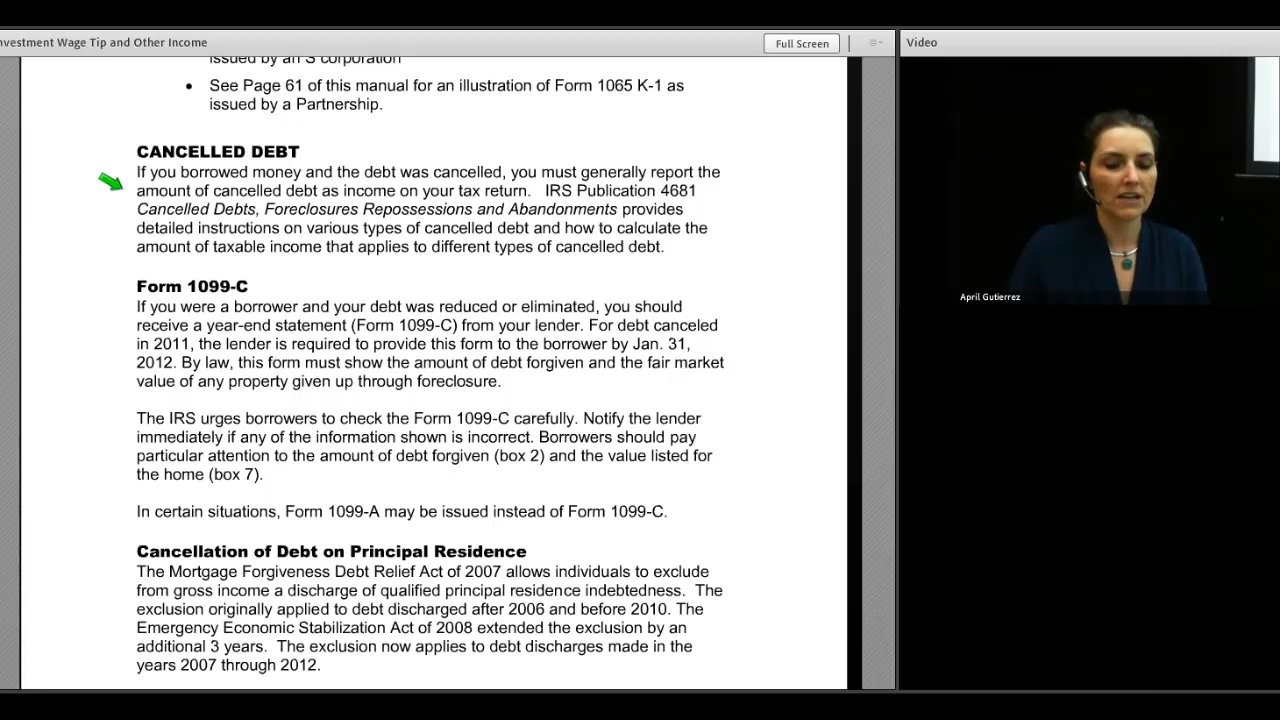 nvestment Wage Tip and Other Income
Full Screen
Video
issued by an S corporation
• See Page 61 of this manual for an illustration of Form 1065 K-1 as
issued by a Partnership.
CANCELLED DEBT
If you borrowed money and the debt was cancelled, you must generally report the
amount of cancelled debt as income on your tax return. IRS Publication 4681
Cancelled Debts, Foreclosures Repossessions and Abandonments provides
detailed instructions on various types of cancelled debt and how to calculate the
amount of taxable income that applies to different types of cancelled debt.
Form 1099-C
If you were a borrower and your debt was reduced or eliminated, you should
receive a year-end statement (Form 1099-C) from your lender. For debt canceled
in 2011, the lender is required to provide this form to the borrower by Jan. 31,
2012. By law, this form must show the amount of debt forgiven and the fair market
value of any property given up through foreclosure.
The IRS urges borrowers to check the Form 1099-C carefully. Notify the lender
immediately if any of the information shown is incorrect. Borrowers should pay
particular attention to the amount of debt forgiven (box 2) and the value listed for
the home (box 7).
In certain situations, Form 1099-A may be issued instead of Form 1099-C.
Cancellation of Debt on Principal Residence
The Mortgage Forgiveness Debt Relief Act of 2007 allows individuals to exclude
from gross income a discharge of qualified principal residence indebtedness. The
exclusion originally applied to debt discharged after 2006 and before 2010. The
Emergency Economic Stabilization Act of 2008 extended the exclusion by an
additional 3 years. The exclusion now applies to debt discharges made in the
years 2007 through 2012.
April Gutierrez